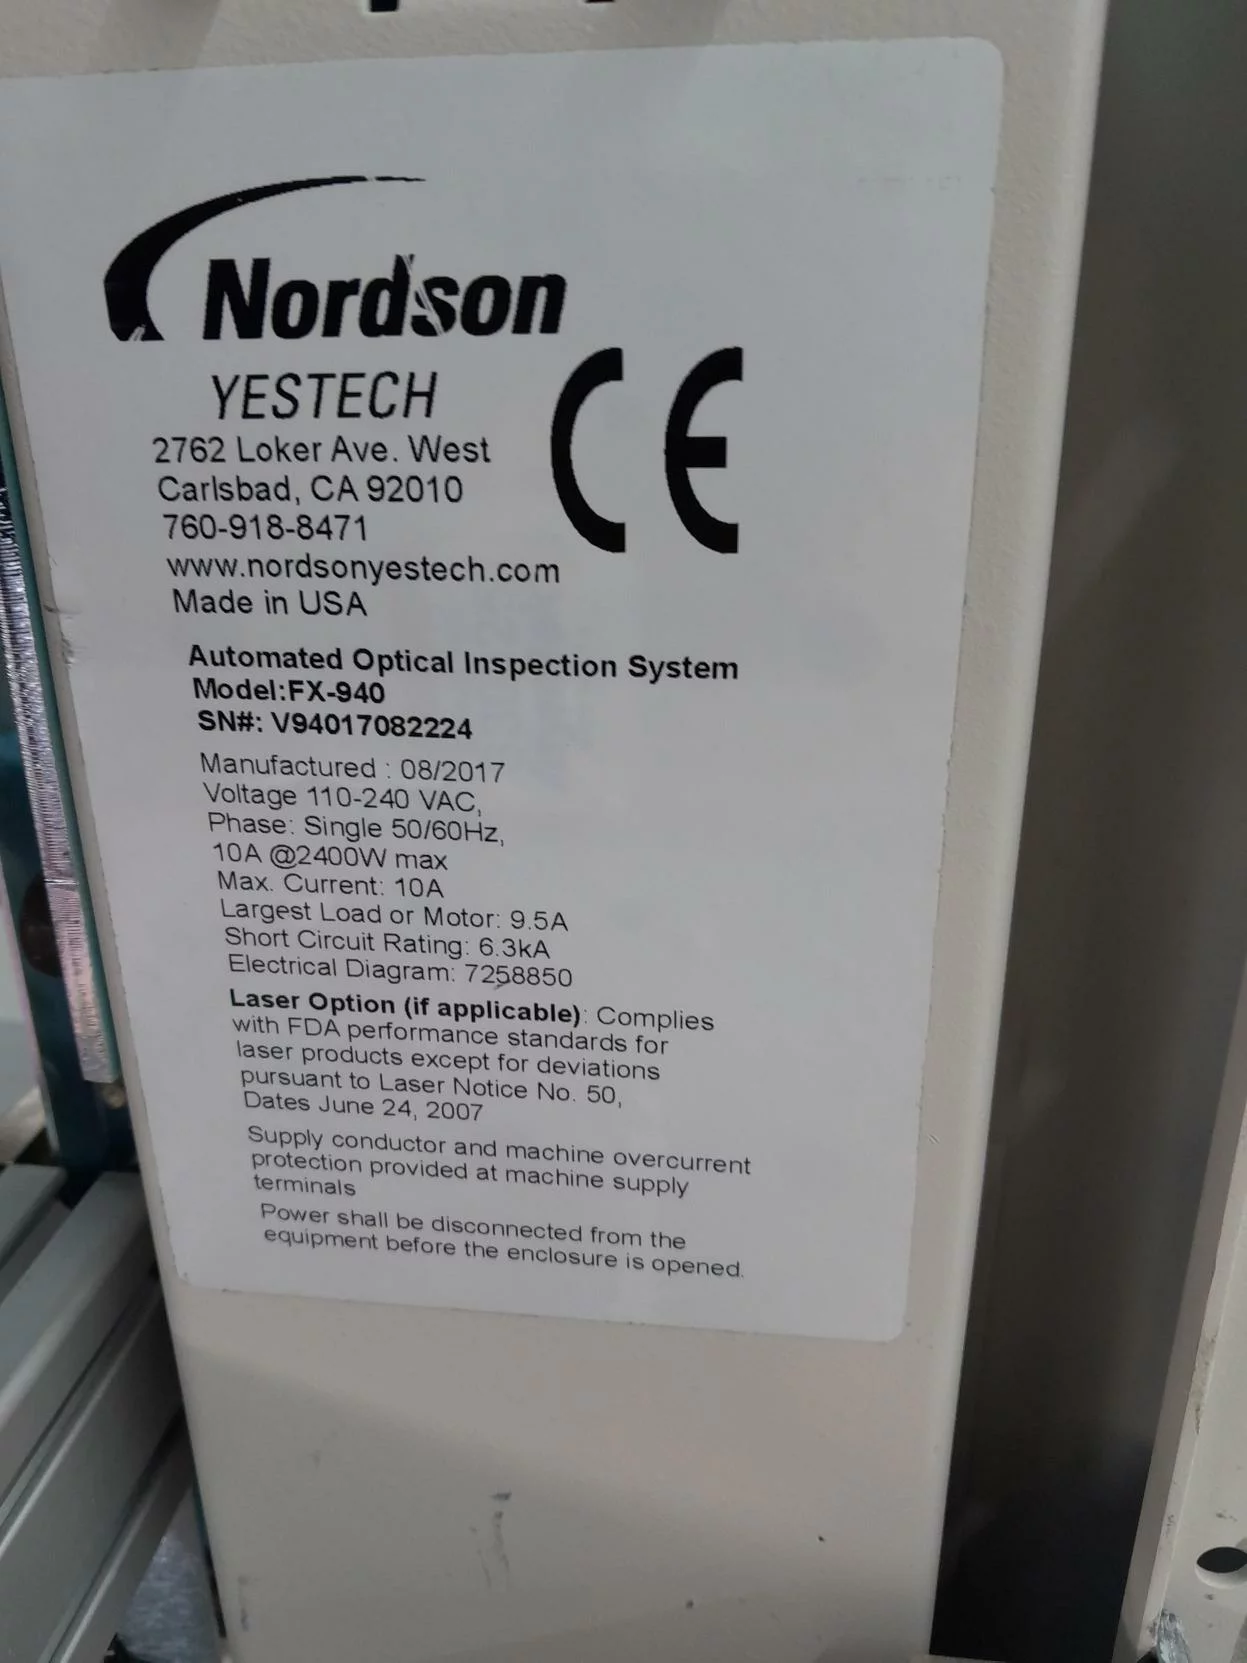 Nordson
YESTECH
2762 Loker Ave. West
Carlsbad, CA 92010
760-918-8471
www.nordsonyestech.com
Made in USA
CE
Automated Optical Inspection System
Model:FX-940
SN#: V94017082224
Manufactured : 08/2017
Voltage 110-240 VAC,
Phase: Single 50/60Hz,
10A @2400W max
Max. Current: 10A
Largest Load or Motor: 9.5A
Short Circuit Rating: 6.3kA
Electrical Diagram: 7258850
Laser Option (if applicable): Complies
with FDA performance standards for
laser products except for deviations
pursuant to Laser Notice No. 50,
Dates June 24, 2007
Supply conductor and machine overcurrent
protection provided at machine supply
terminals
Power shall be disconnected from the
equipment before the enclosure is opened.